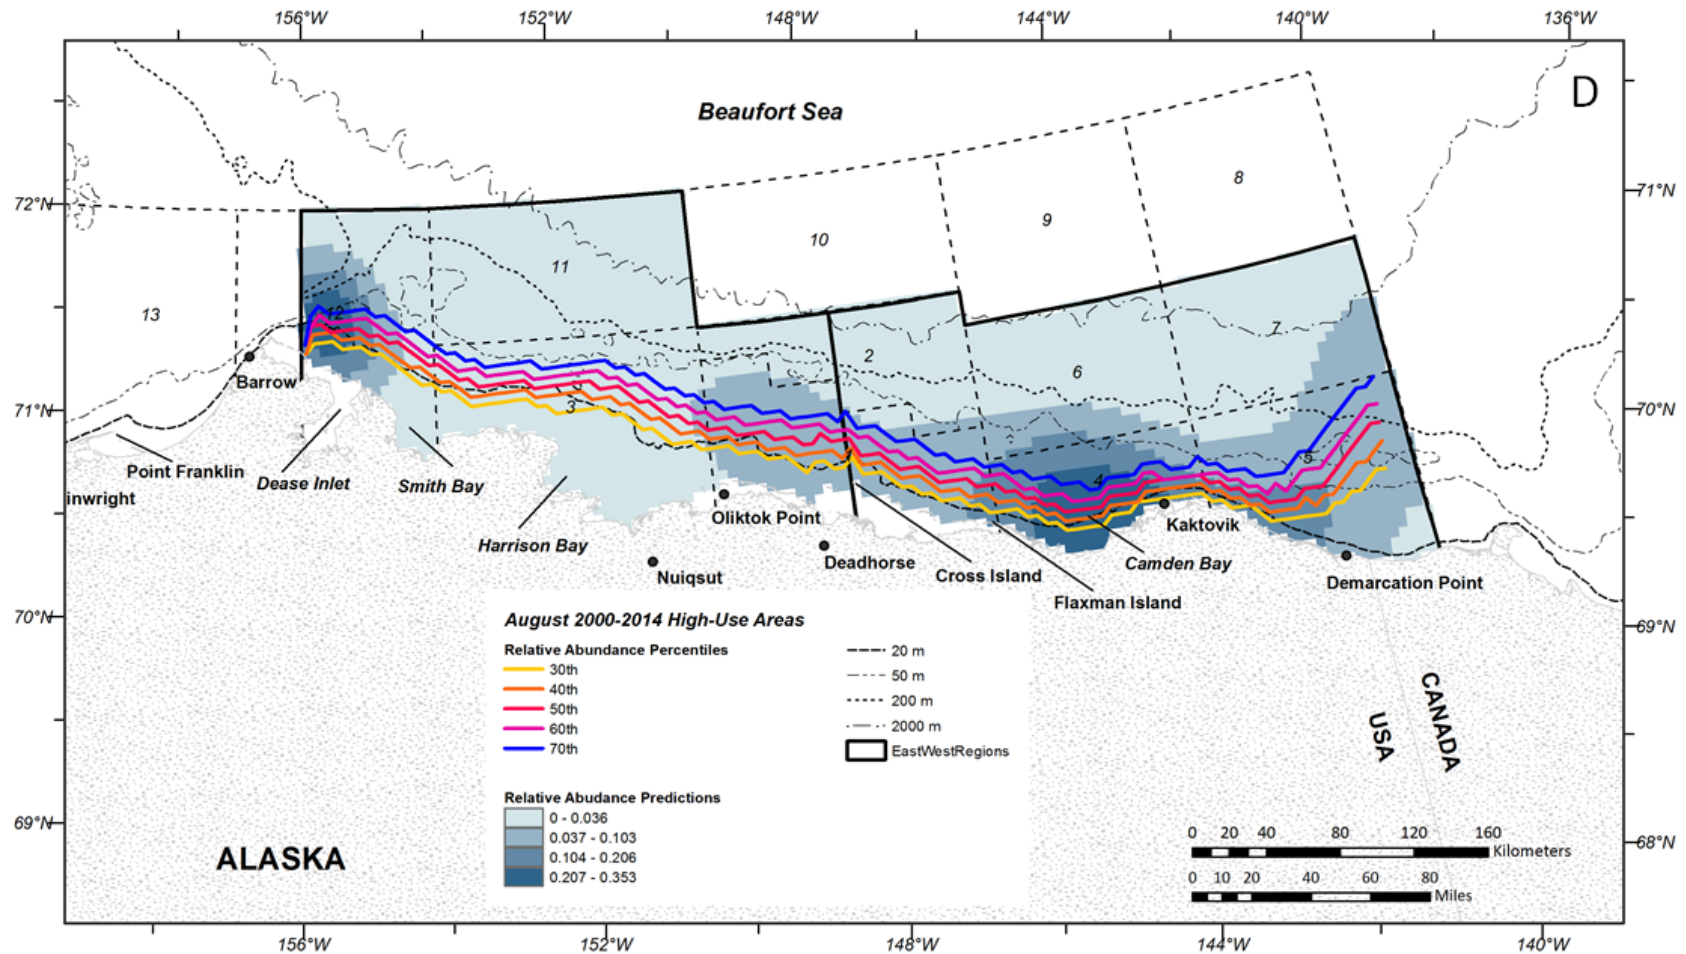 156°W 152°W 148°W 144°W 140°W 136°W
D
Beaufort Sea
8
72°N
71°N
9
10
11
13
12
7
2
6
Barrow
3
71°N
70°N
5
Point Franklin
4
Dease Inlet
Smith Bay
inwright
Oliktok Point
Kaktovik
Harrison Bay
Deadhorse
Camden Bay
Nuiqsut
Cross Island
Demarcation Point
Flaxman Island
70°N
69°N
August 2000-2014 High-Use Areas
Relative Abundance Percentiles
30th
40th
50th
60th
70th
20 m
50 m
200 m
2000 m
EastWestRegions
USA
CANADA
Relative Abudance Predictions
0 - 0.036
0.037 - 0.103
0.104 - 0.206
0.207 - 0.353
69°N
68°N
ALASKA
0 20 40 80 120 160
Kilometers
0 10 20 40 60 80
Miles
156°W 152°W 148°W 144°W 140°W